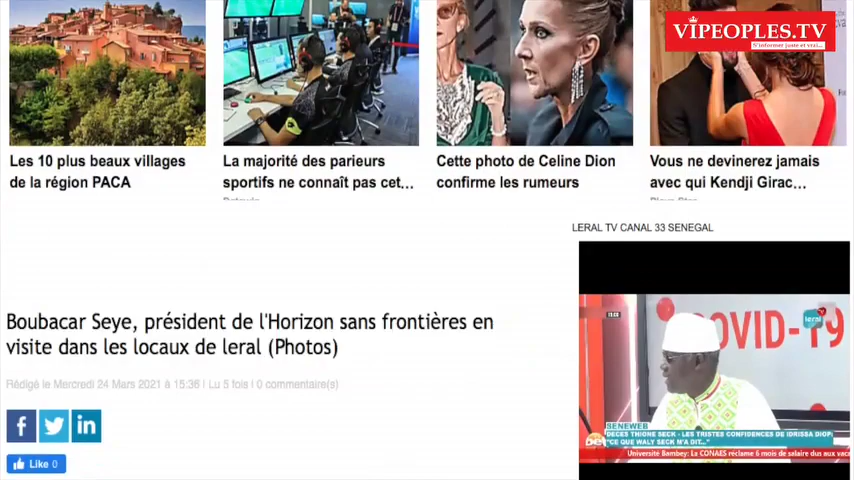 VIPEOPLES.TV
S'informer juste et vrai...
Les 10 plus beaux villages
de la région PACA
La majorité des parieurs
sportifs ne connaît pas cet...
Cette photo de Celine Dion
confirme les rumeurs
Vous ne devinerez jamais
avec qui Kendji Girac...
LERAL TV CANAL 33 SENEGAL
Boubacar Seye, président de l'Horizon sans frontières en
visite dans les locaux de leral (Photos)
Rédigé le Mercredi 24 Mars 2021 à 15:36 | Lu 5 fois | 0 commentaire(s)
Like 0
COVID-19
leral
SENEWEB
DECES THIONE SECK - LES TRISTES CONFIDENCES DE IDRISSA DIOP:
"CE QUE WALY SECK M'A DIT..."
Université Bambey: La CONAES réclame 6 mois de salaire dus aux vaca